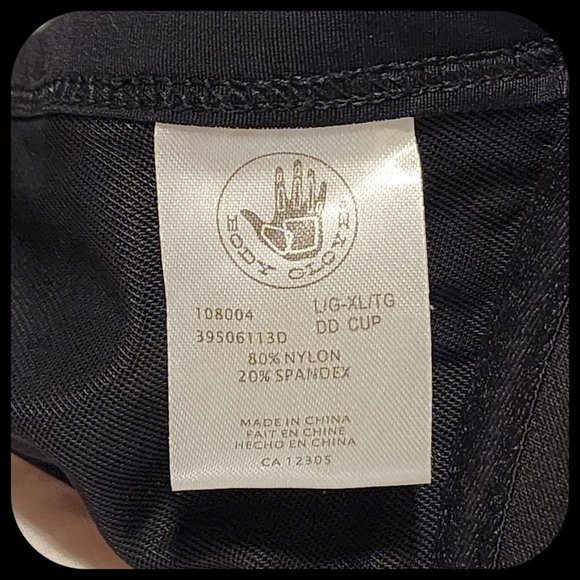 BODY GLOVE®
108004 L/G-XL/TG
39506113D DD CUP
80% NYLON
20% SPANDEX
MADE IN CHINA
FAIT EN CHINE
HECHO EN CHINA
CA 12305